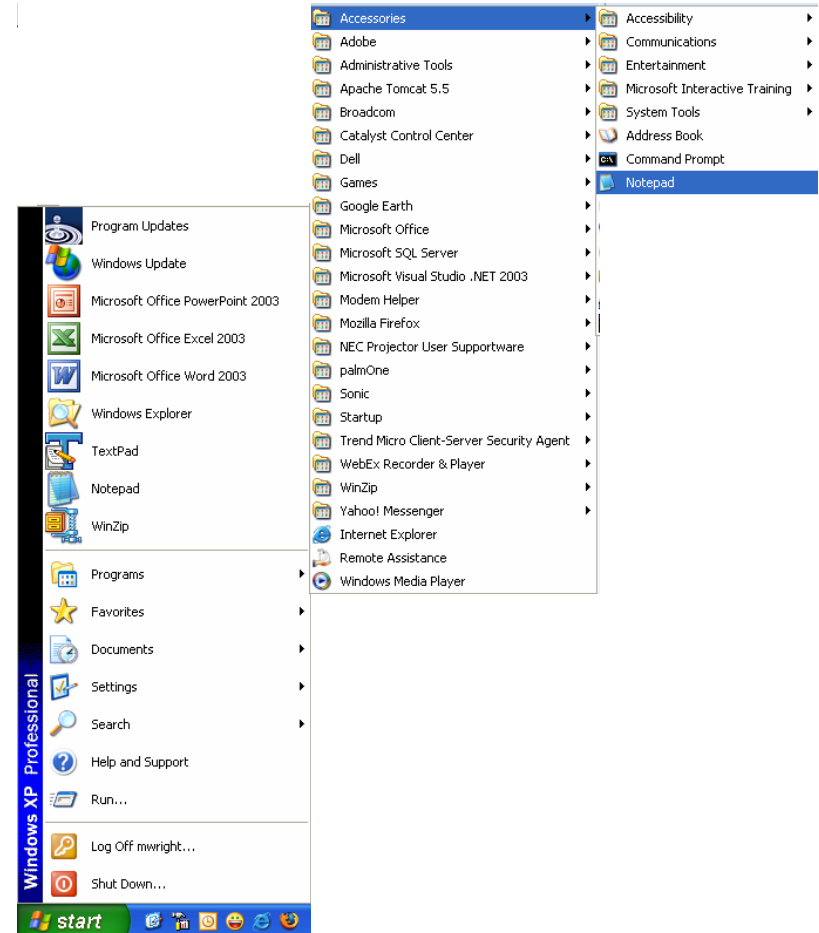 Accessories
Adobe
Administrative Tools
Apache Tomcat 5.5
Broadcom
Catalyst Control Center
Dell
Games
Google Earth
Microsoft Office
Microsoft SQL Server
Microsoft Visual Studio .NET 2003
Modem Helper
Mozilla Firefox
NEC Projector User Supportware
palmOne
Sonic
Startup
Trend Micro Client-Server Security Agent
WebEx Recorder & Player
WinZip
Yahoo! Messenger
Internet Explorer
Remote Assistance
Windows Media Player
Accessibility
Communications
Entertainment
Microsoft Interactive Training
System Tools
Address Book
Command Prompt
Notepad
Program Updates
Windows Update
Microsoft Office PowerPoint 2003
Microsoft Office Excel 2003
Microsoft Office Word 2003
Windows Explorer
TextPad
Notepad
WinZip
Programs
Favorites
Documents
Settings
Search
Help and Support
Run...
Log Off mwright...
Shut Down...
Windows XP Professional
start